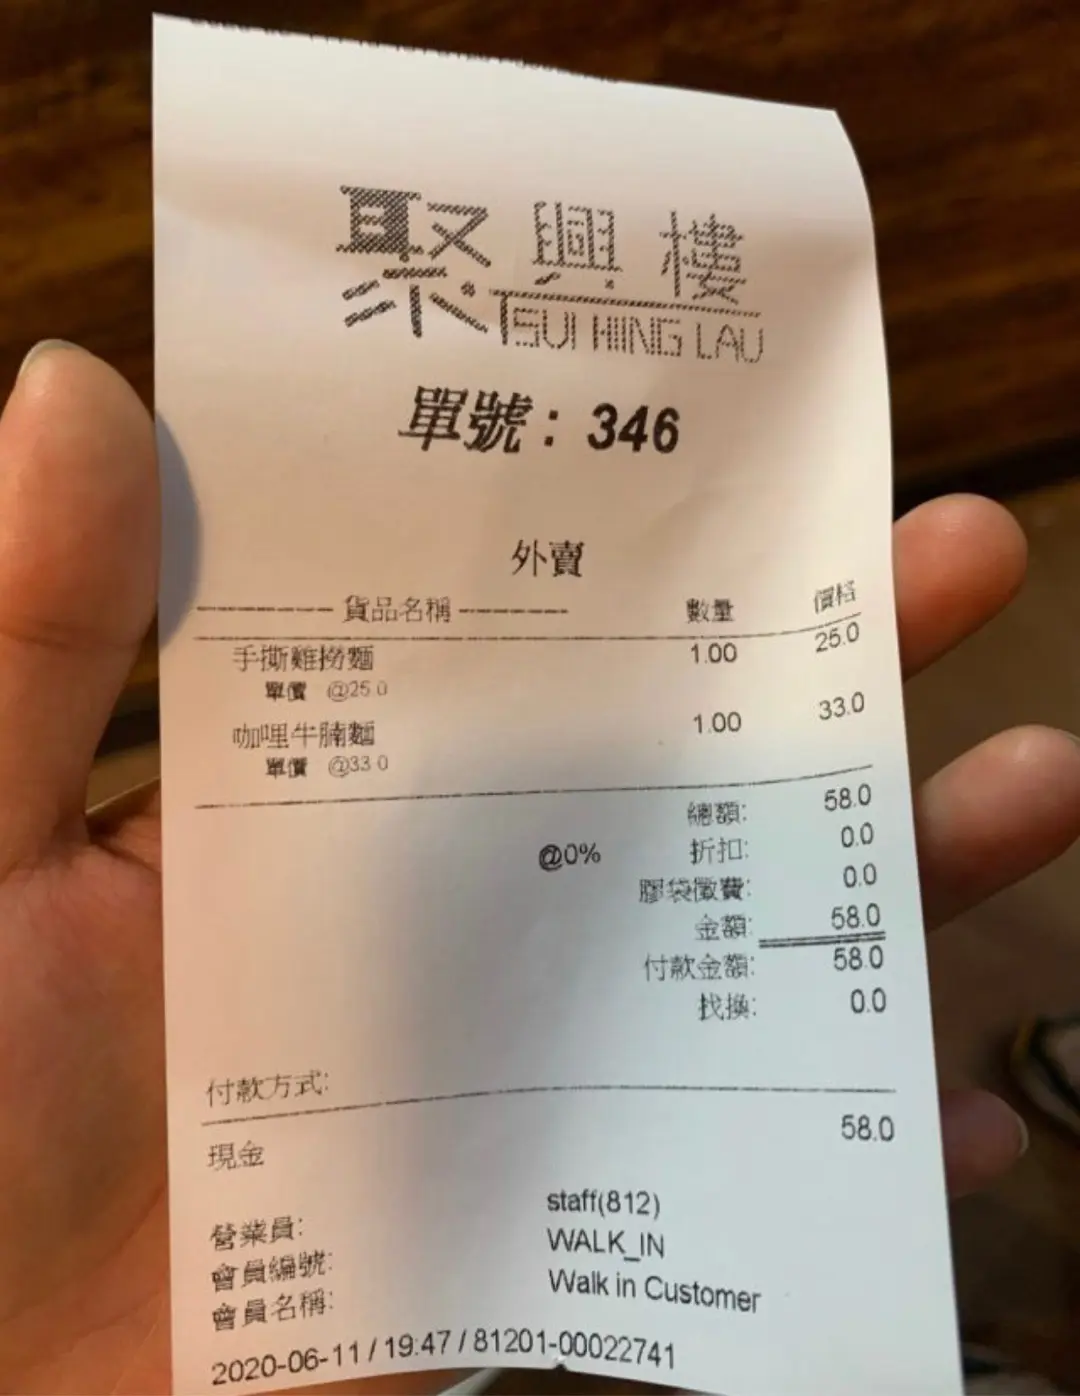 聚興樓
TSUI HING LAU
單號：346
外賣
---------- 貨品名稱 -------- 數量 價格
手撕雞撈麵 1.00 25.0
單價 @25.0
咖哩牛腩麵 1.00 33.0
單價 @33.0
總額: 58.0
@0% 折扣: 0.0
膠袋徵費: 0.0
金額: 58.0
付款金額: 58.0
找換: 0.0
付款方式:
現金 58.0
營業員: staff(812)
會員編號: WALK_IN
會員名稱: Walk in Customer
2020-06-11 / 19:47 / 81201-00022741